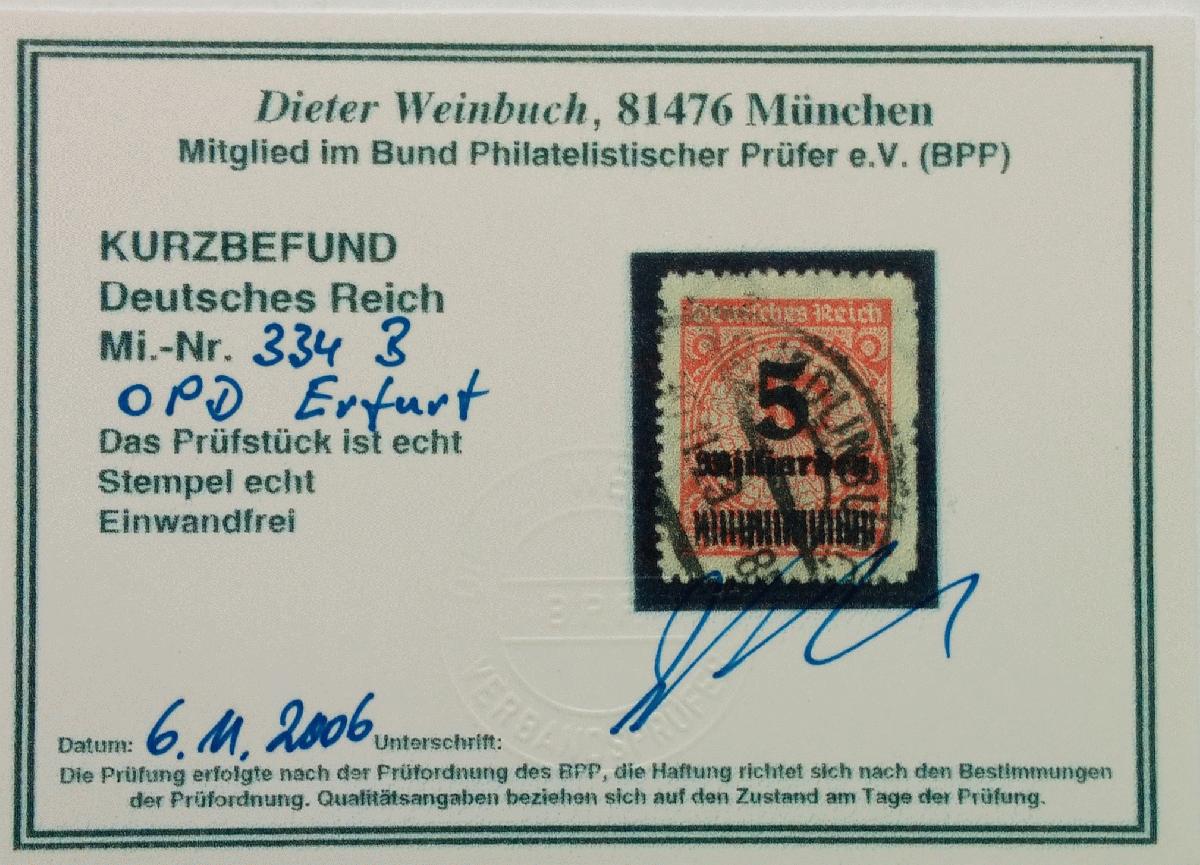 Dieter Weinbuch, 81476 München
Mitglied im Bund Philatelistischer Prüfer e.V. (BPP)
KURZBEFUND
Deutsches Reich
Mi.-Nr. 334 B
OPD Erfurt
Das Prüfstück ist echt
Stempel echt
Einwandfrei
Deutsches Reich
5
Milliarden
BPP
VERBANDSPRÜFER
Datum: 6.11.2006 Unterschrift:
Die Prüfung erfolgte nach der Prüfordnung des BPP, die Haftung richtet sich nach den Bestimmungen
der Prüfordnung. Qualitätsangaben beziehen sich auf den Zustand am Tage der Prüfung.